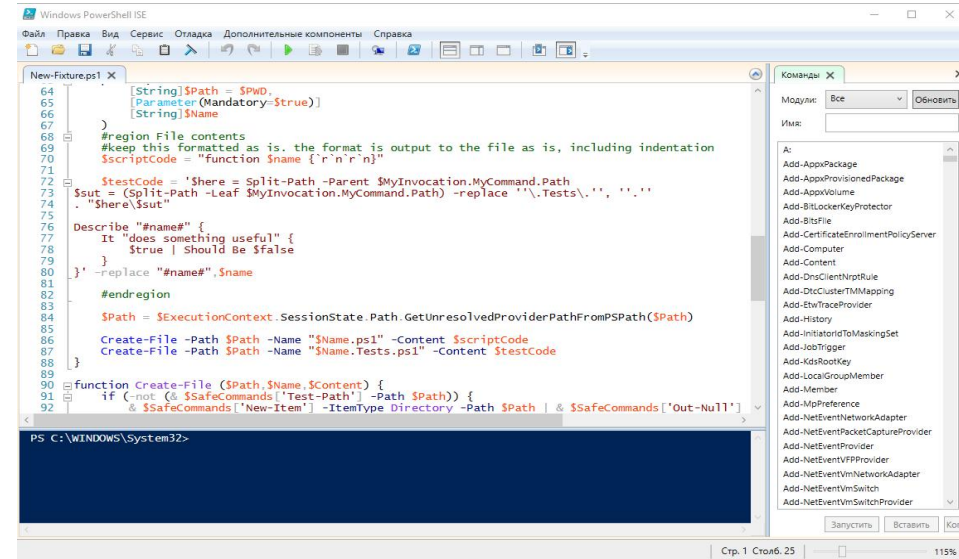 Windows PowerShell ISE
Файл Правка Вид Сервис Отладка Дополнительные компоненты Справка
New-Fixture.ps1
64 [String]$Path = $PWD,
65 [Parameter(Mandatory=$true)]
66 [String]$Name
67 )
68 #region File contents
69 #keep this formatted as is. the format is output to the file as is, including indentation
70 $scriptCode = "function $name {`r`n`r`n}"
71
72 $testCode = '$here = Split-Path -Parent $MyInvocation.MyCommand.Path
73 $sut = (Split-Path -Leaf $MyInvocation.MyCommand.Path) -replace ''\.Tests\.'', ''.''
74 . "$here\$sut"
75
76 Describe "#name#" {
77 It "does something useful" {
78 $true | Should Be $false
79 }
80 }' -replace "#name#",$name
81
82 #endregion
83
84 $Path = $ExecutionContext.SessionState.Path.GetUnresolvedProviderPathFromPSPath($Path)
85
86 Create-File -Path $Path -Name "$Name.ps1" -Content $scriptCode
87 Create-File -Path $Path -Name "$Name.Tests.ps1" -Content $testCode
88 }
89
90 function Create-File ($Path,$Name,$Content) {
91 if (-not (& $SafeCommands['Test-Path'] -Path $Path)) {
92 & $SafeCommands['New-Item'] -ItemType Directory -Path $Path | & $SafeCommands['Out-Null']
PS C:\WINDOWS\System32>
Команды
Модули: Все Обновить
Имя:
A:
Add-AppxPackage
Add-AppxProvisionedPackage
Add-AppxVolume
Add-BitLockerKeyProtector
Add-BitsFile
Add-CertificateEnrollmentPolicyServer
Add-Computer
Add-Content
Add-DnsClientNrptRule
Add-DtcClusterTMMapping
Add-EtwTraceProvider
Add-History
Add-InitiatorIdToMaskingSet
Add-JobTrigger
Add-KdsRootKey
Add-LocalGroupMember
Add-Member
Add-MpPreference
Add-NetEventNetworkAdapter
Add-NetEventPacketCaptureProvider
Add-NetEventProvider
Add-NetEventVFPProvider
Add-NetEventVmNetworkAdapter
Add-NetEventVmSwitch
Add-NetEventVmSwitchProvider
Запустить Вставить Ко
Стр. 1 Столб. 25 115%